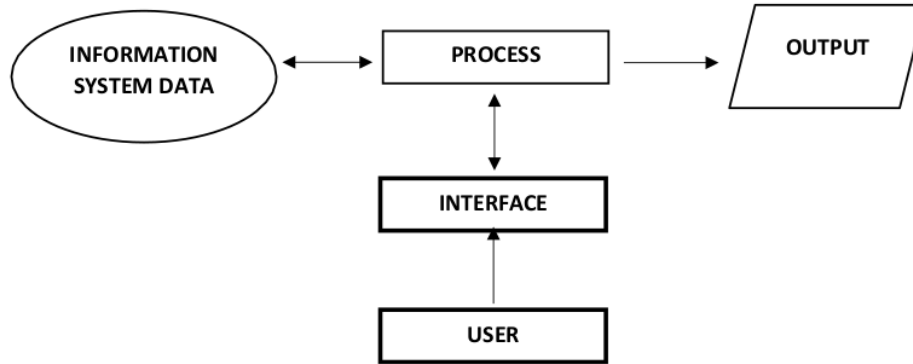 INFORMATION
SYSTEM DATA
PROCESS
OUTPUT
INTERFACE
USER